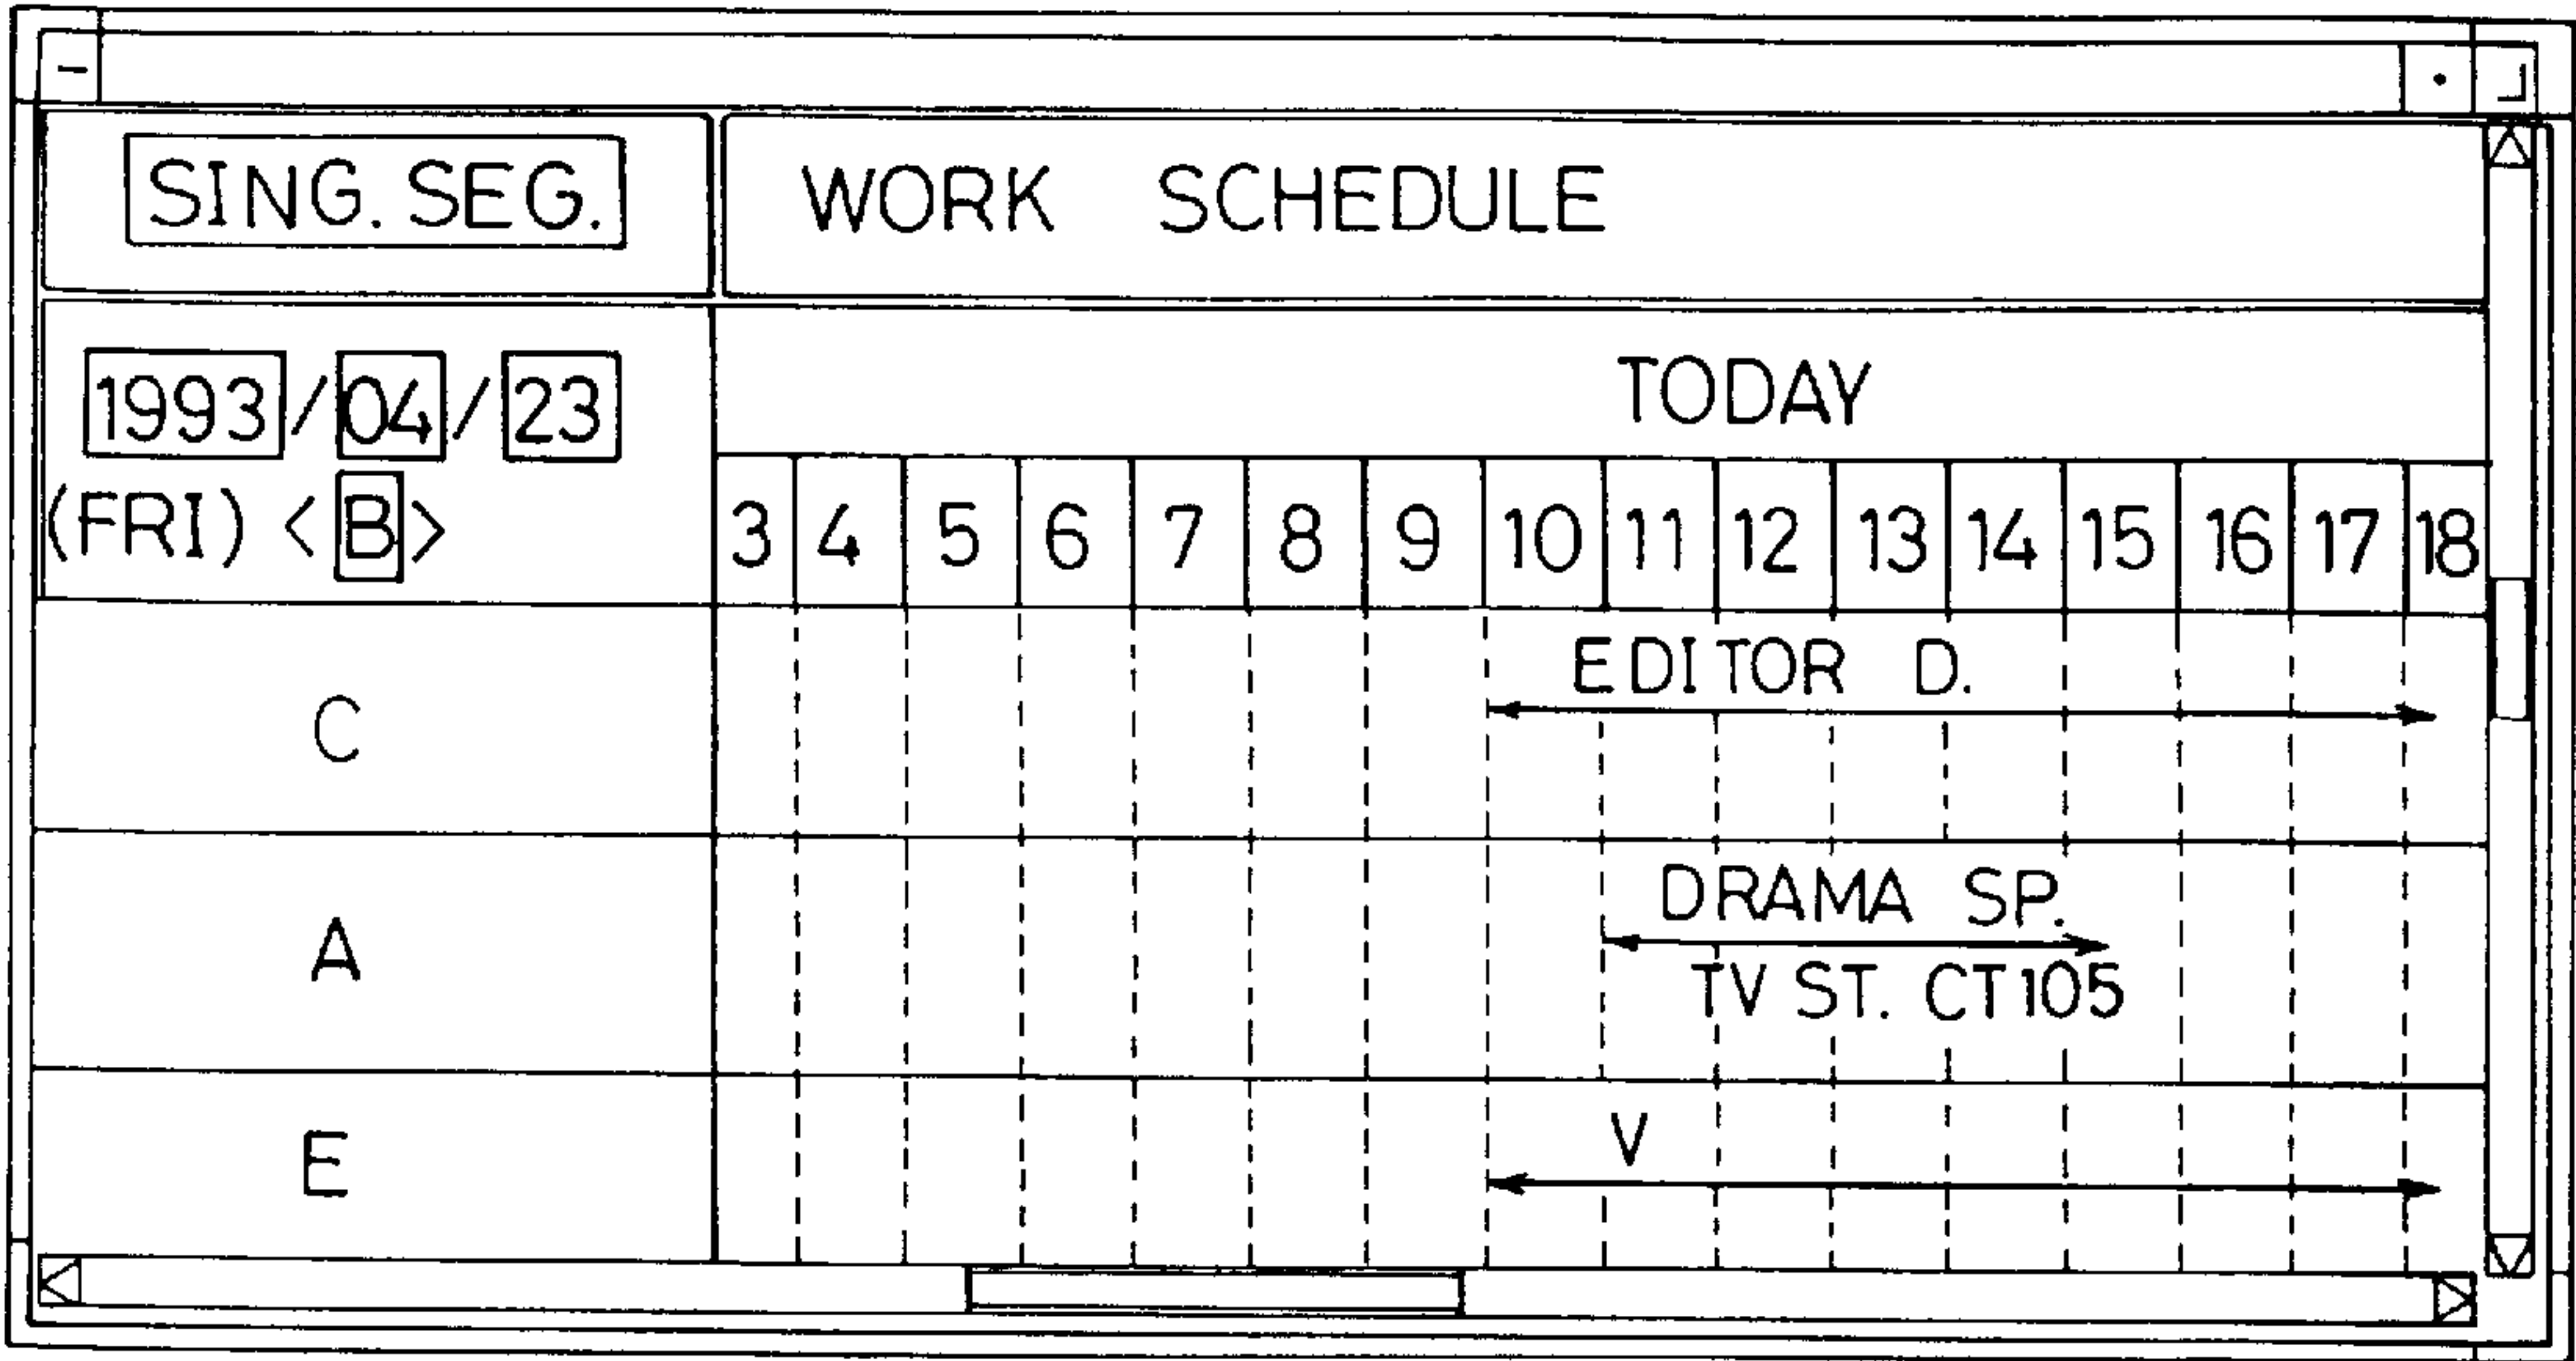 SING. SEG. WORK SCHEDULE
1993/04/23 TODAY
(FRI) <B> 3 4 5 6 7 8 9 10 11 12 13 14 15 16 17 18
EDITOR D.
C
DRAMA SP.
A
TV ST. CT105
V
E